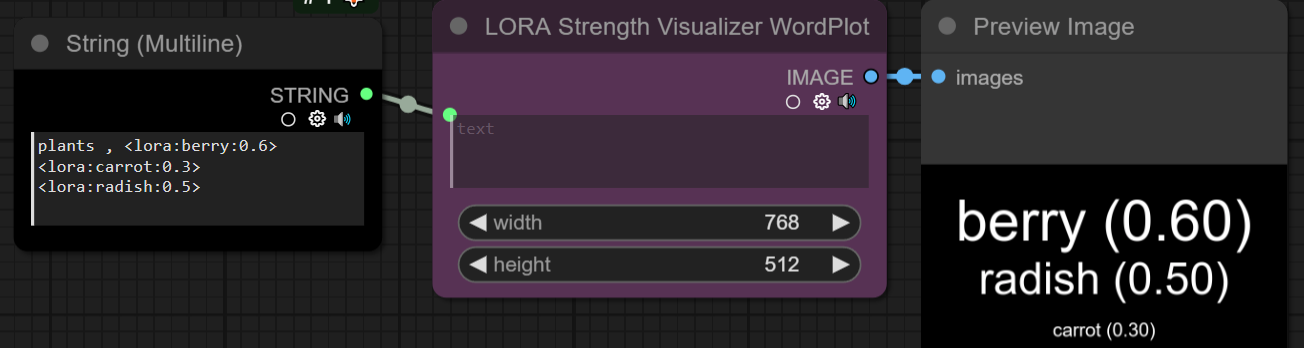 String (Multiline)
STRING
plants , <lora:berry:0.6>
<lora:carrot:0.3>
<lora:radish:0.5>
LORA Strength Visualizer WordPlot
IMAGE
text
width 768
height 512
Preview Image
images
berry (0.60)
radish (0.50)
carrot (0.30)